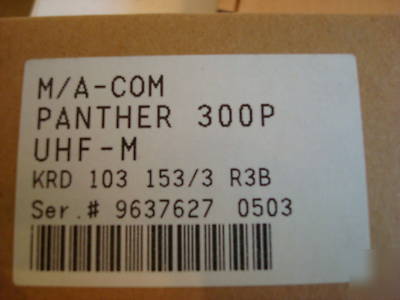 M/A-COM
PANTHER 300P
UHF-M
KRD 103 153/3 R3B
Ser.# 9637627 0503